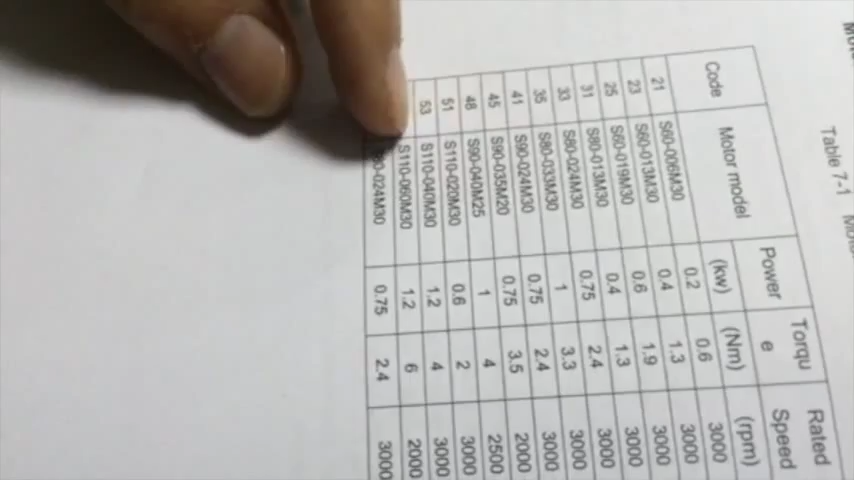 Table 7-1
Code Motor model Power (kw) Torqu e (Nm) Rated Speed (rpm)
21 S60-006M30 0.2 0.6 3000
23 S60-013M30 0.4 1.3 3000
25 S60-019M30 0.6 1.9 3000
31 S80-013M30 0.4 1.3 3000
33 S80-024M30 0.75 2.4 3000
35 S80-033M30 1 3.3 3000
41 S90-024M30 0.75 2.4 3000
45 S90-035M20 0.75 3.5 2000
48 S90-040M25 1 4 2500
51 S110-020M30 0.6 2 3000
53 S110-040M30 1.2 4 3000
S110-060M30 1.2 6 2000
0.75 2.4 3000